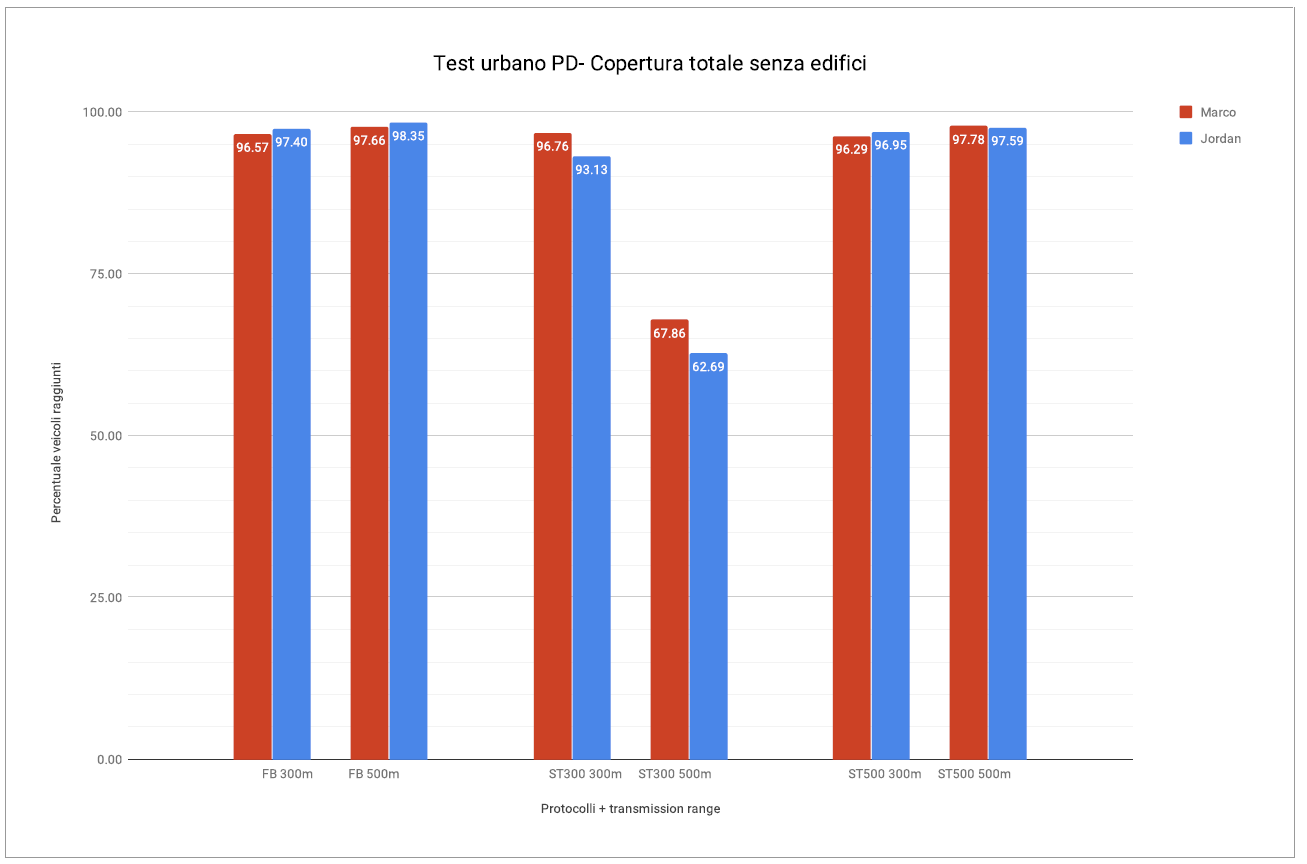 Test urbano PD- Copertura totale senza edifici
Marco
Jordan
Percentuale veicoli raggiunti
100.00
75.00
50.00
25.00
0.00
96.57
97.40
97.66
98.35
96.76
93.13
67.86
62.69
96.29
96.95
97.78
97.59
FB 300m
FB 500m
ST300 300m
ST300 500m
ST500 300m
ST500 500m
Protocolli + transmission range